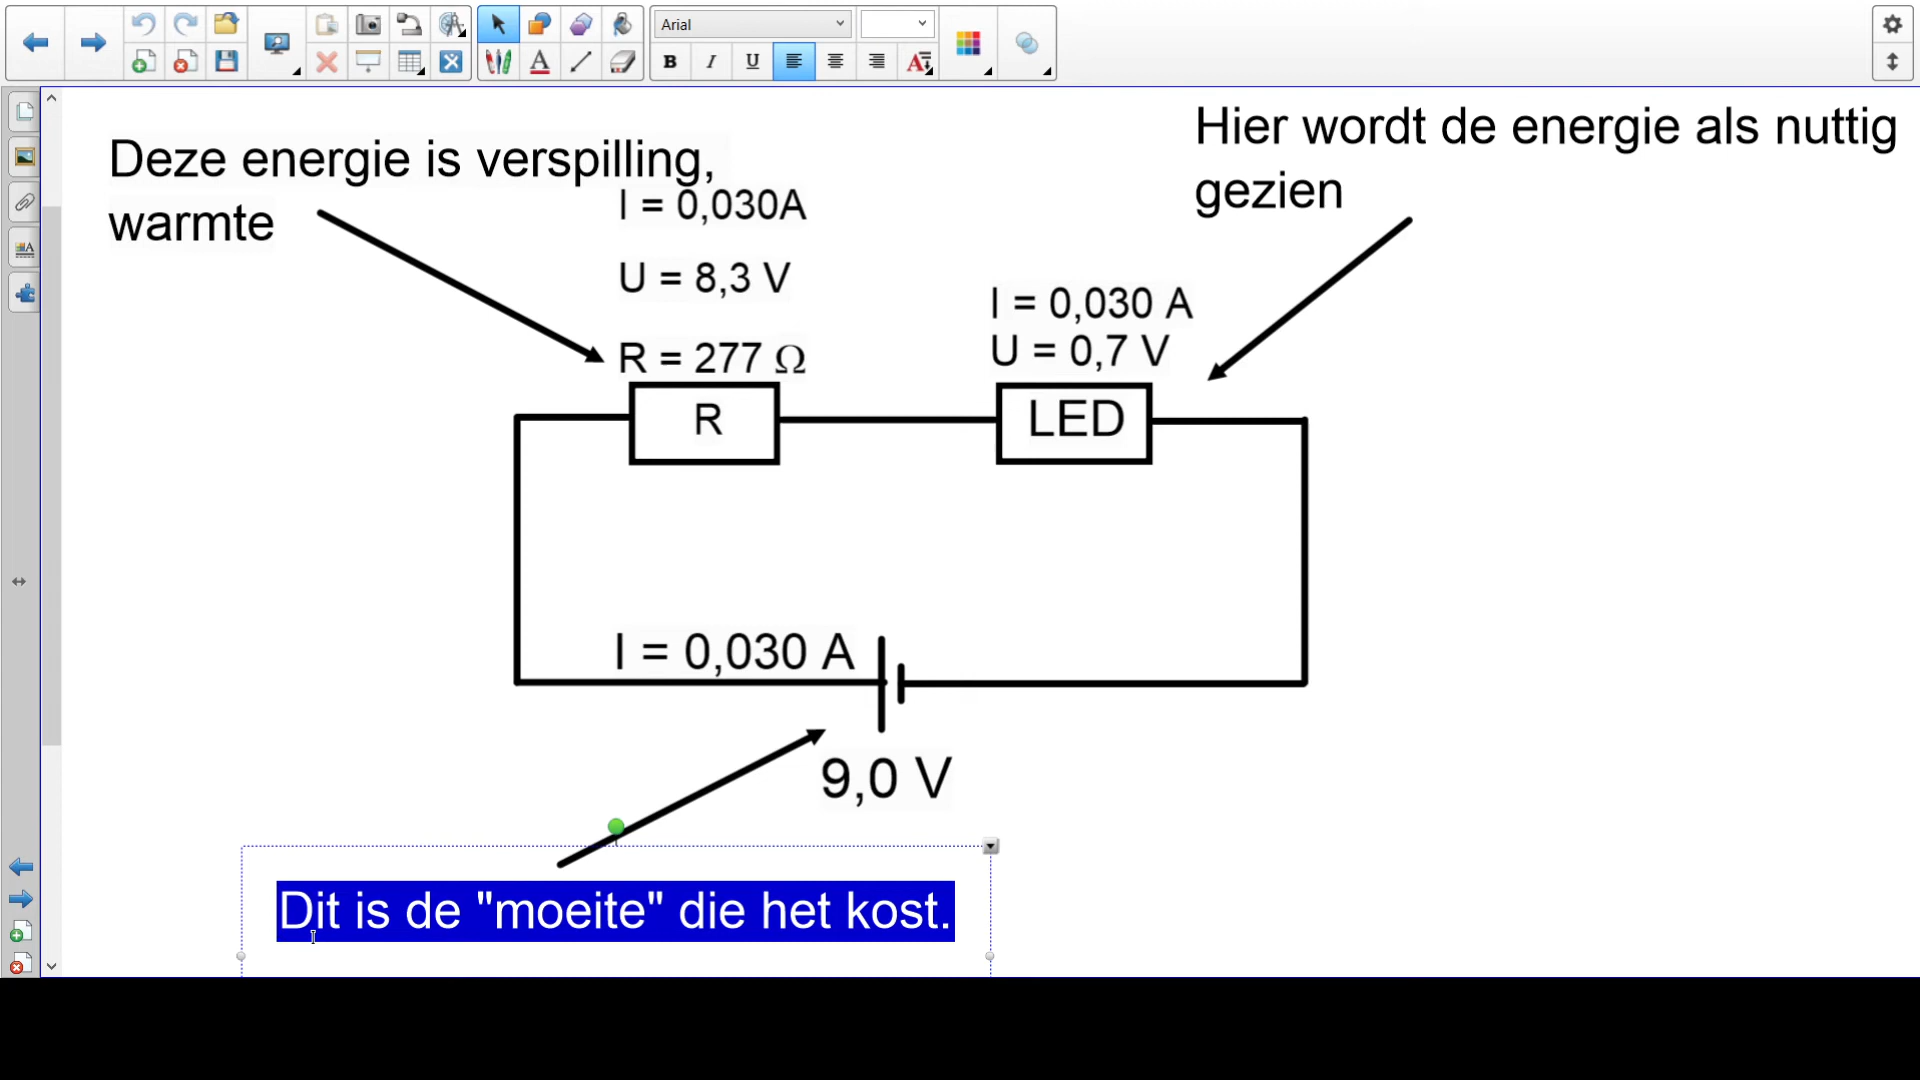 Arial
B I U A
Hier wordt de energie als nuttig
gezien
Deze energie is verspilling,
warmte
I = 0,030A
U = 8,3 V
R = 277 Ω
I = 0,030 A
U = 0,7 V
R
LED
I = 0,030 A
9,0 V
Dit is de "moeite" die het kost.